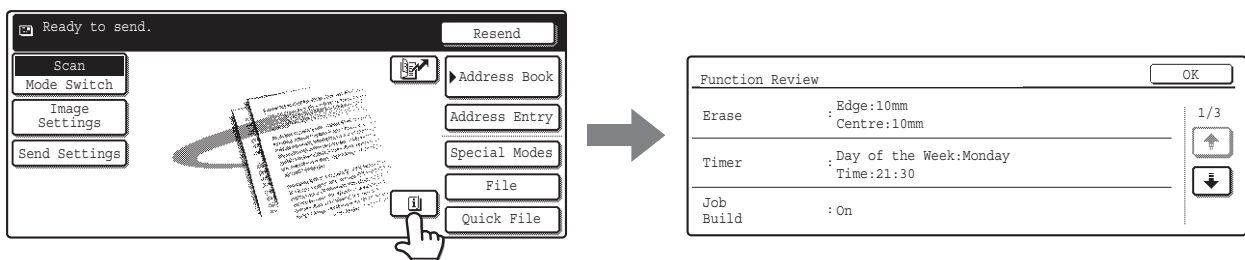 Ready to send.
Resend
Scan
Mode Switch
Address Book
Image
Settings
Address Entry
Send Settings
Special Modes
File
Quick File
Function Review
OK
Erase
:Edge:10mm
Centre:10mm
1/3
Timer
:Day of the Week:Monday
Time:21:30
Job
Build
:On